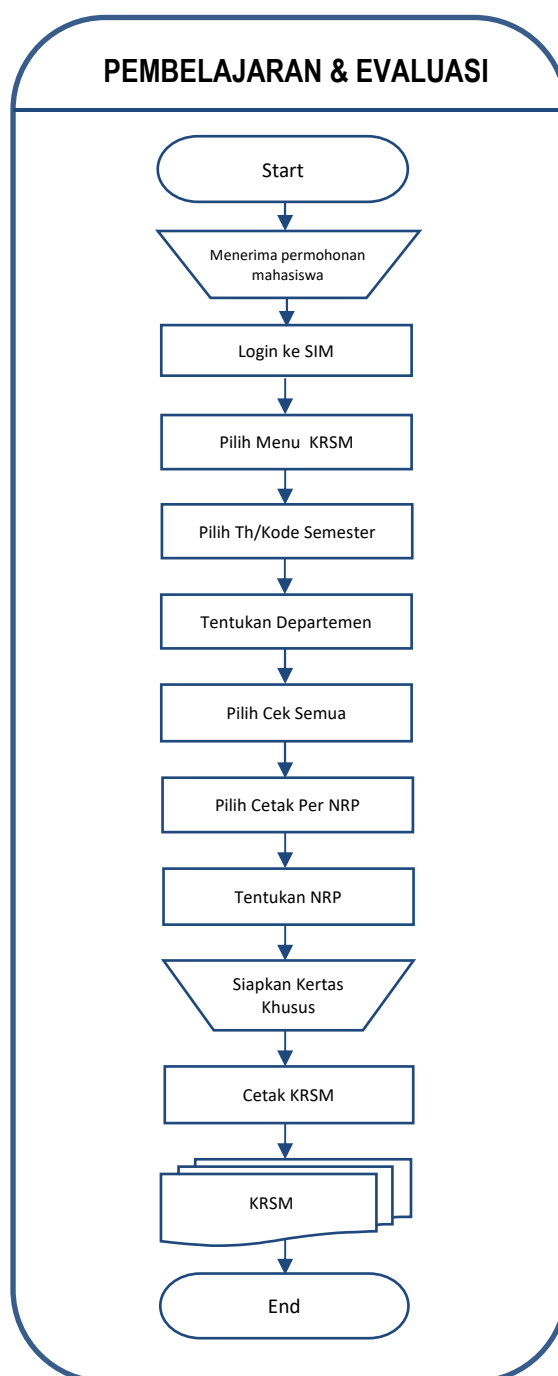 PEMBELAJARAN & EVALUASI
Start
Menerima permohonan
mahasiswa
Login ke SIM
Pilih Menu  KRSM
Pilih Th/Kode Semester
Tentukan Departemen
Pilih Cek Semua
Pilih Cetak Per NRP
Tentukan NRP
Siapkan Kertas
Khusus
Cetak KRSM
KRSM
End